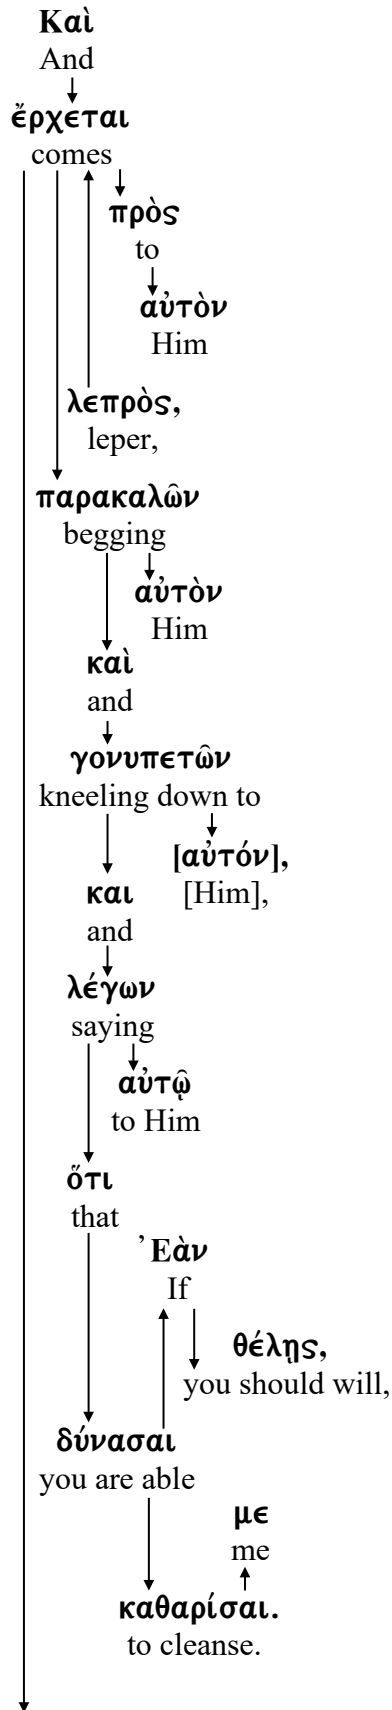 Καὶ
And
ἔρχεται
comes
πρὸς
to
αὐτὸν
Him
λεπρὸς,
leper,
παρακαλῶν
begging
αὐτὸν
Him
καὶ
and
γονυπετῶν
kneeling down to
[αὐτόν],
[Him],
και
and
λέγων
saying
αὐτῷ
to Him
ὅτι
that
᾿Εὰν
If
θέλῃς,
you should will,
δύνασαι
you are able
με
me
καθαρίσαι.
to cleanse.